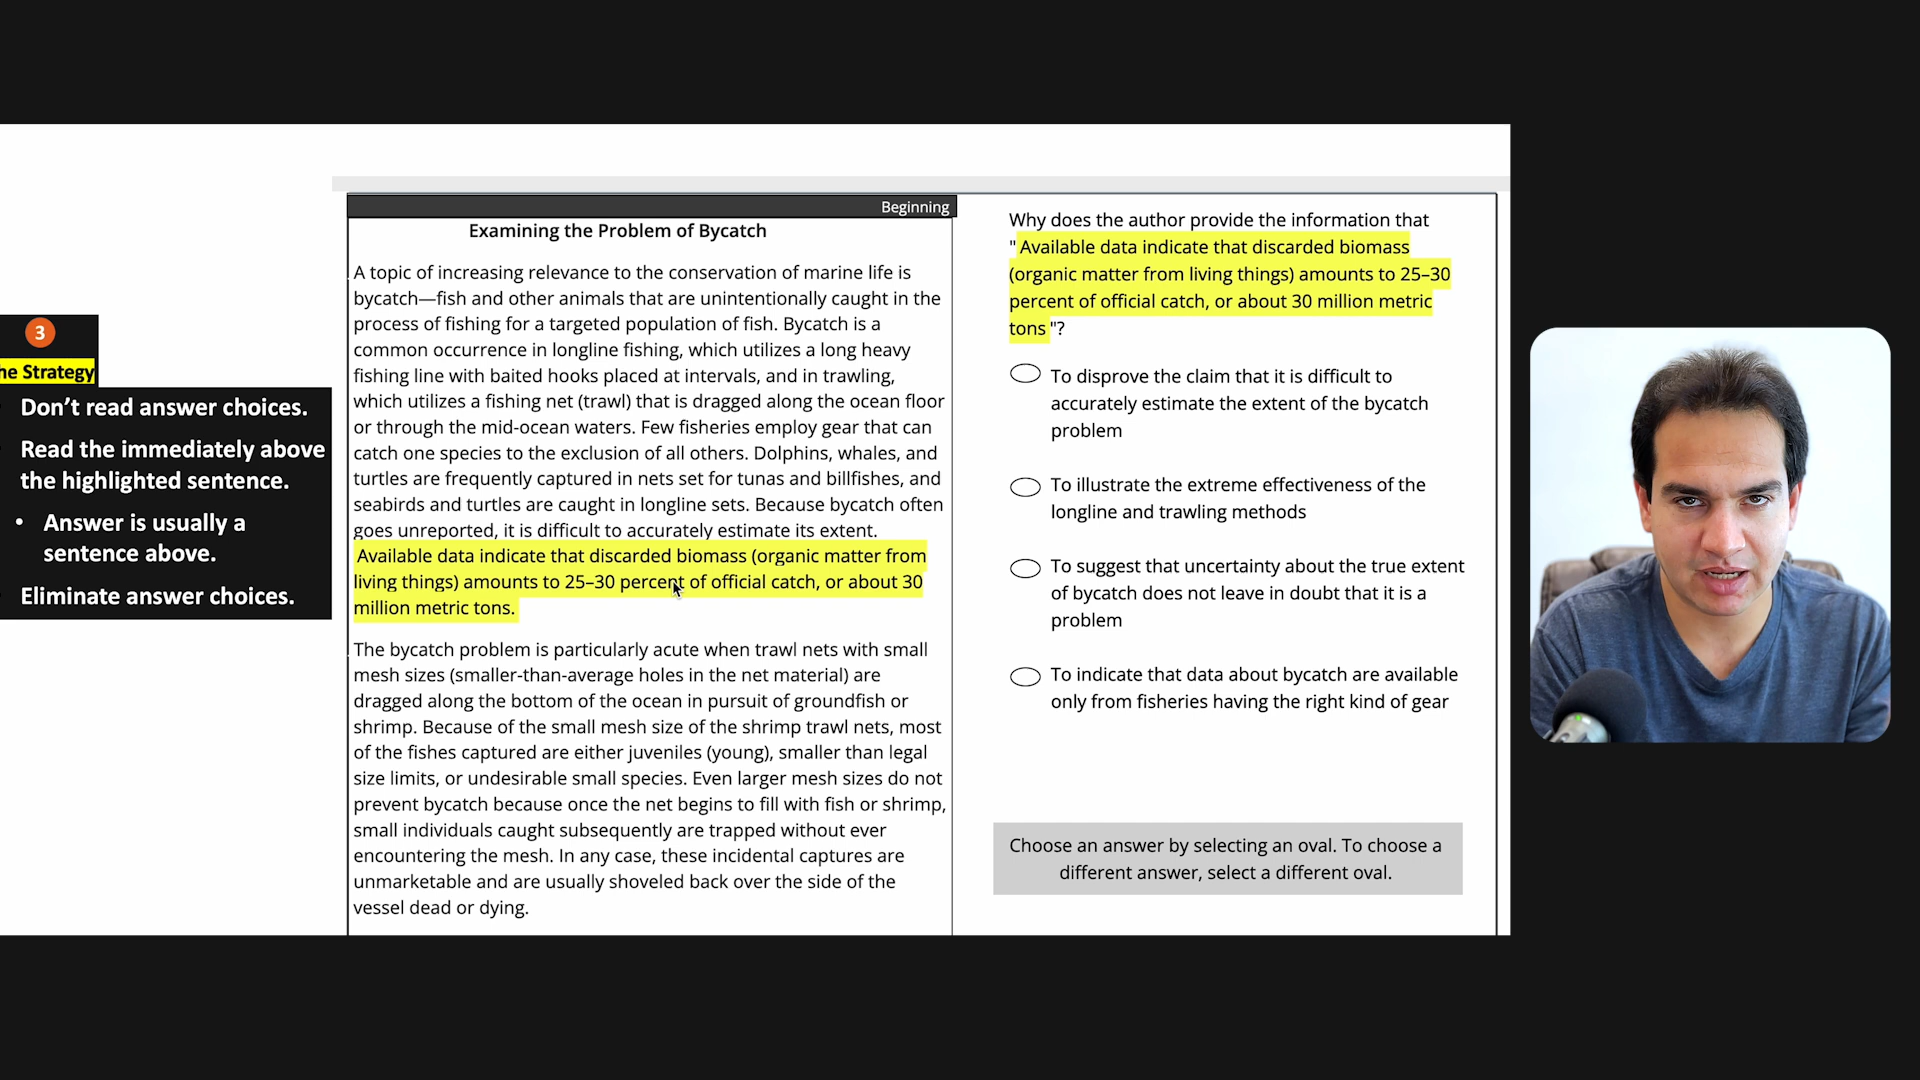 3
he Strategy
Don’t read answer choices.
Read the immediately above
the highlighted sentence.
• Answer is usually a
sentence above.
Eliminate answer choices.
Beginning
Examining the Problem of Bycatch
A topic of increasing relevance to the conservation of marine life is
bycatch—fish and other animals that are unintentionally caught in the
process of fishing for a targeted population of fish. Bycatch is a
common occurrence in longline fishing, which utilizes a long heavy
fishing line with baited hooks placed at intervals, and in trawling,
which utilizes a fishing net (trawl) that is dragged along the ocean floor
or through the mid-ocean waters. Few fisheries employ gear that can
catch one species to the exclusion of all others. Dolphins, whales, and
turtles are frequently captured in nets set for tunas and billfishes, and
seabirds and turtles are caught in longline sets. Because bycatch often
goes unreported, it is difficult to accurately estimate its extent.
Available data indicate that discarded biomass (organic matter from
living things) amounts to 25–30 percent of official catch, or about 30
million metric tons.
The bycatch problem is particularly acute when trawl nets with small
mesh sizes (smaller-than-average holes in the net material) are
dragged along the bottom of the ocean in pursuit of groundfish or
shrimp. Because of the small mesh size of the shrimp trawl nets, most
of the fishes captured are either juveniles (young), smaller than legal
size limits, or undesirable small species. Even larger mesh sizes do not
prevent bycatch because once the net begins to fill with fish or shrimp,
small individuals caught subsequently are trapped without ever
encountering the mesh. In any case, these incidental captures are
unmarketable and are usually shoveled back over the side of the
vessel dead or dying.
Why does the author provide the information that
"Available data indicate that discarded biomass
(organic matter from living things) amounts to 25–30
percent of official catch, or about 30 million metric
tons "?
To disprove the claim that it is difficult to
accurately estimate the extent of the bycatch
problem
To illustrate the extreme effectiveness of the
longline and trawling methods
To suggest that uncertainty about the true extent
of bycatch does not leave in doubt that it is a
problem
To indicate that data about bycatch are available
only from fisheries having the right kind of gear
Choose an answer by selecting an oval. To choose a
different answer, select a different oval.